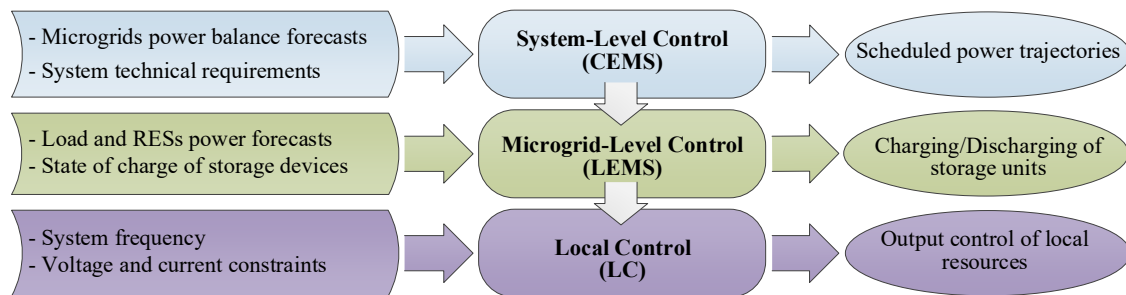 - Microgrids power balance forecasts
- System technical requirements
System-Level Control
(CEMS)
Scheduled power trajectories
- Load and RESs power forecasts
- State of charge of storage devices
Microgrid-Level Control
(LEMS)
Charging/Discharging of
storage units
- System frequency
- Voltage and current constraints
Local Control
(LC)
Output control of local
resources